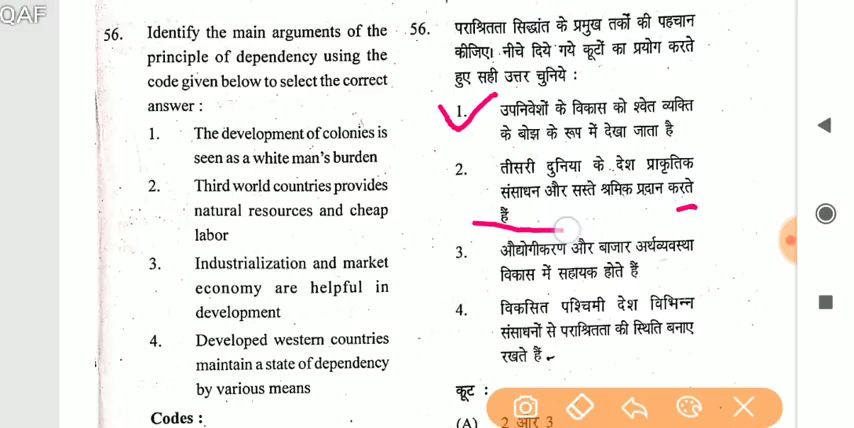 QAF
56. Identify the main arguments of the
principle of dependency using the
code given below to select the correct
answer :
1. The development of colonies is
seen as a white man's burden
2. Third world countries provides
natural resources and cheap
labor
3. Industrialization and market
economy are helpful in
development
4. Developed western countries
maintain a state of dependency
by various means
Codes :
56. पराश्रितता सिद्धांत के प्रमुख तर्कों की पहचान
कीजिए। नीचे दिये गये कूटों का प्रयोग करते
हुए सही उत्तर चुनिये :
1. उपनिवेशों के विकास को श्वेत व्यक्ति
के बोझ के रूप में देखा जाता है
2. तीसरी दुनिया के देश प्राकृतिक
संसाधन और सस्ते श्रमिक प्रदान करते
हैं
3. औद्योगीकरण और बाजार अर्थव्यवस्था
विकास में सहायक होते हैं
4. विकसित पश्चिमी देश विभिन्न
संसाधनों से पराश्रितता की स्थिति बनाए
रखते हैं
कूट :
(A) 2 और 3